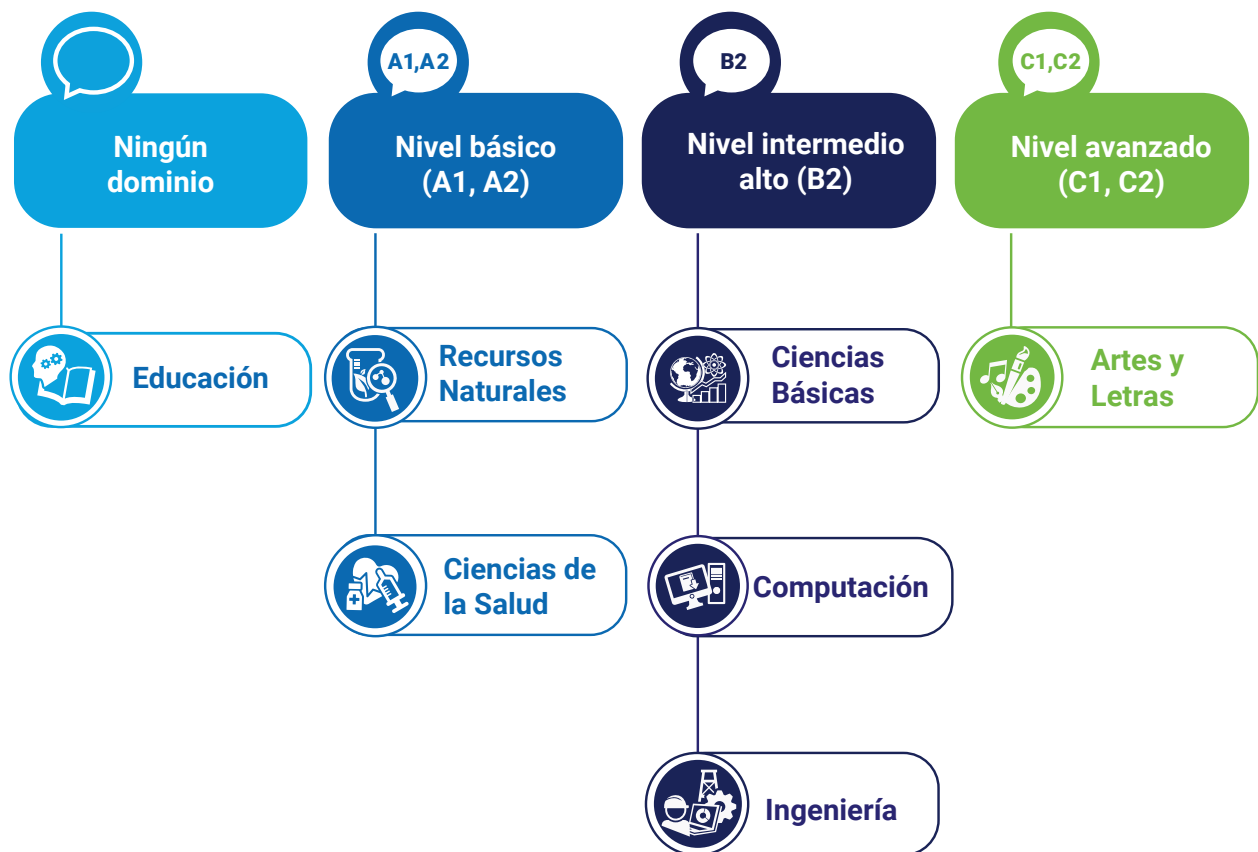 A1,A2
B2
C1,C2
Ningún
dominio
Nivel básico
(A1, A2)
Nivel intermedio
alto (B2)
Nivel avanzado
(C1, C2)
Educación
Recursos
Naturales
Ciencias
Básicas
Artes y
Letras
Ciencias de
la Salud
Computación
Ingeniería